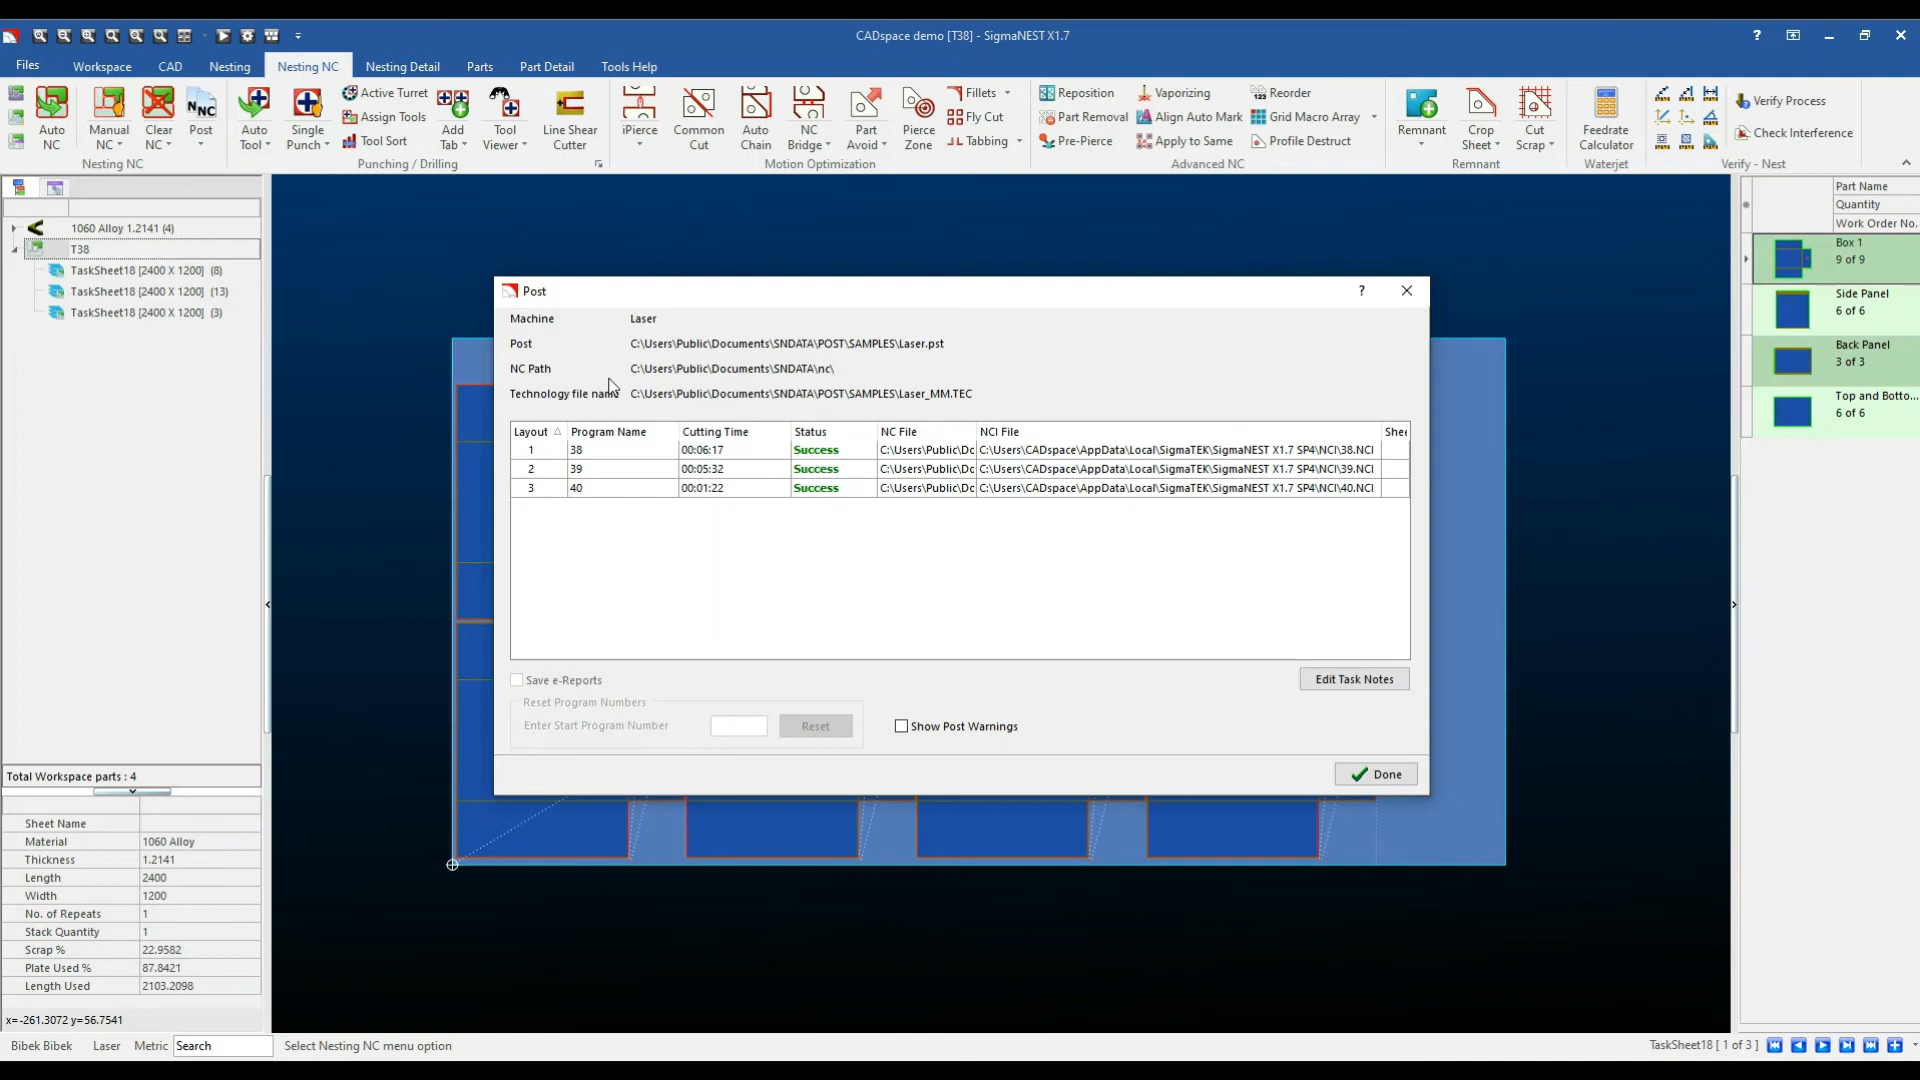 CADspace demo [T38] - SigmaNEST X1.7
Files Workspace CAD Nesting Nesting NC Nesting Detail Parts Part Detail Tools Help
Auto NC
Manual NC
Clear NC
Post
Nesting NC
Auto Tool
Single Punch
Active Turret
Assign Tools
Tool Sort
Add Tab
Tool Viewer
Line Shear Cutter
Punching / Drilling
iPierce
Common Cut
Auto Chain
NC Bridge
Part Avoid
Pierce Zone
Fillets
Fly Cut
Tabbing
Motion Optimization
Reposition
Part Removal
Pre-Pierce
Vaporizing
Align Auto Mark
Apply to Same
Reorder
Grid Macro Array
Profile Destruct
Advanced NC
Remnant
Crop Sheet
Cut Scrap
Remnant
Feedrate Calculator
Waterjet
Verify Process
Check Interference
Verify - Nest
1060 Alloy 1.2141 (4)
T38
TaskSheet18 [2400 X 1200] (8)
TaskSheet18 [2400 X 1200] (13)
TaskSheet18 [2400 X 1200] (3)
Total Workspace parts : 4
Sheet Name
Material 1060 Alloy
Thickness 1.2141
Length 2400
Width 1200
No. of Repeats 1
Stack Quantity 1
Scrap % 22.9582
Plate Used % 87.8421
Length Used 2103.2098
x=-261.3072 y=56.7541
Post
Machine Laser
Post C:\Users\Public\Documents\SNDATA\POST\SAMPLES\Laser.pst
NC Path C:\Users\Public\Documents\SNDATA\nc\
Technology file name C:\Users\Public\Documents\SNDATA\POST\SAMPLES\Laser_MM.TEC
Layout Program Name Cutting Time Status NC File NCI File Shee
1 38 00:06:17 Success C:\Users\Public\Dc C:\Users\CADspace\AppData\Local\SigmaTEK\SigmaNEST X1.7 SP4\NCI\38.NCI
2 39 00:05:32 Success C:\Users\Public\Dc C:\Users\CADspace\AppData\Local\SigmaTEK\SigmaNEST X1.7 SP4\NCI\39.NCI
3 40 00:01:22 Success C:\Users\Public\Dc C:\Users\CADspace\AppData\Local\SigmaTEK\SigmaNEST X1.7 SP4\NCI\40.NCI
Save e-Reports
Edit Task Notes
Reset Program Numbers
Enter Start Program Number Reset
Show Post Warnings
Done
Part Name
Quantity
Work Order No.
Box 1
9 of 9
Side Panel
6 of 6
Back Panel
3 of 3
Top and Botto...
6 of 6
Bibek Bibek Laser Metric Search Select Nesting NC menu option TaskSheet18 [ 1 of 3 ]